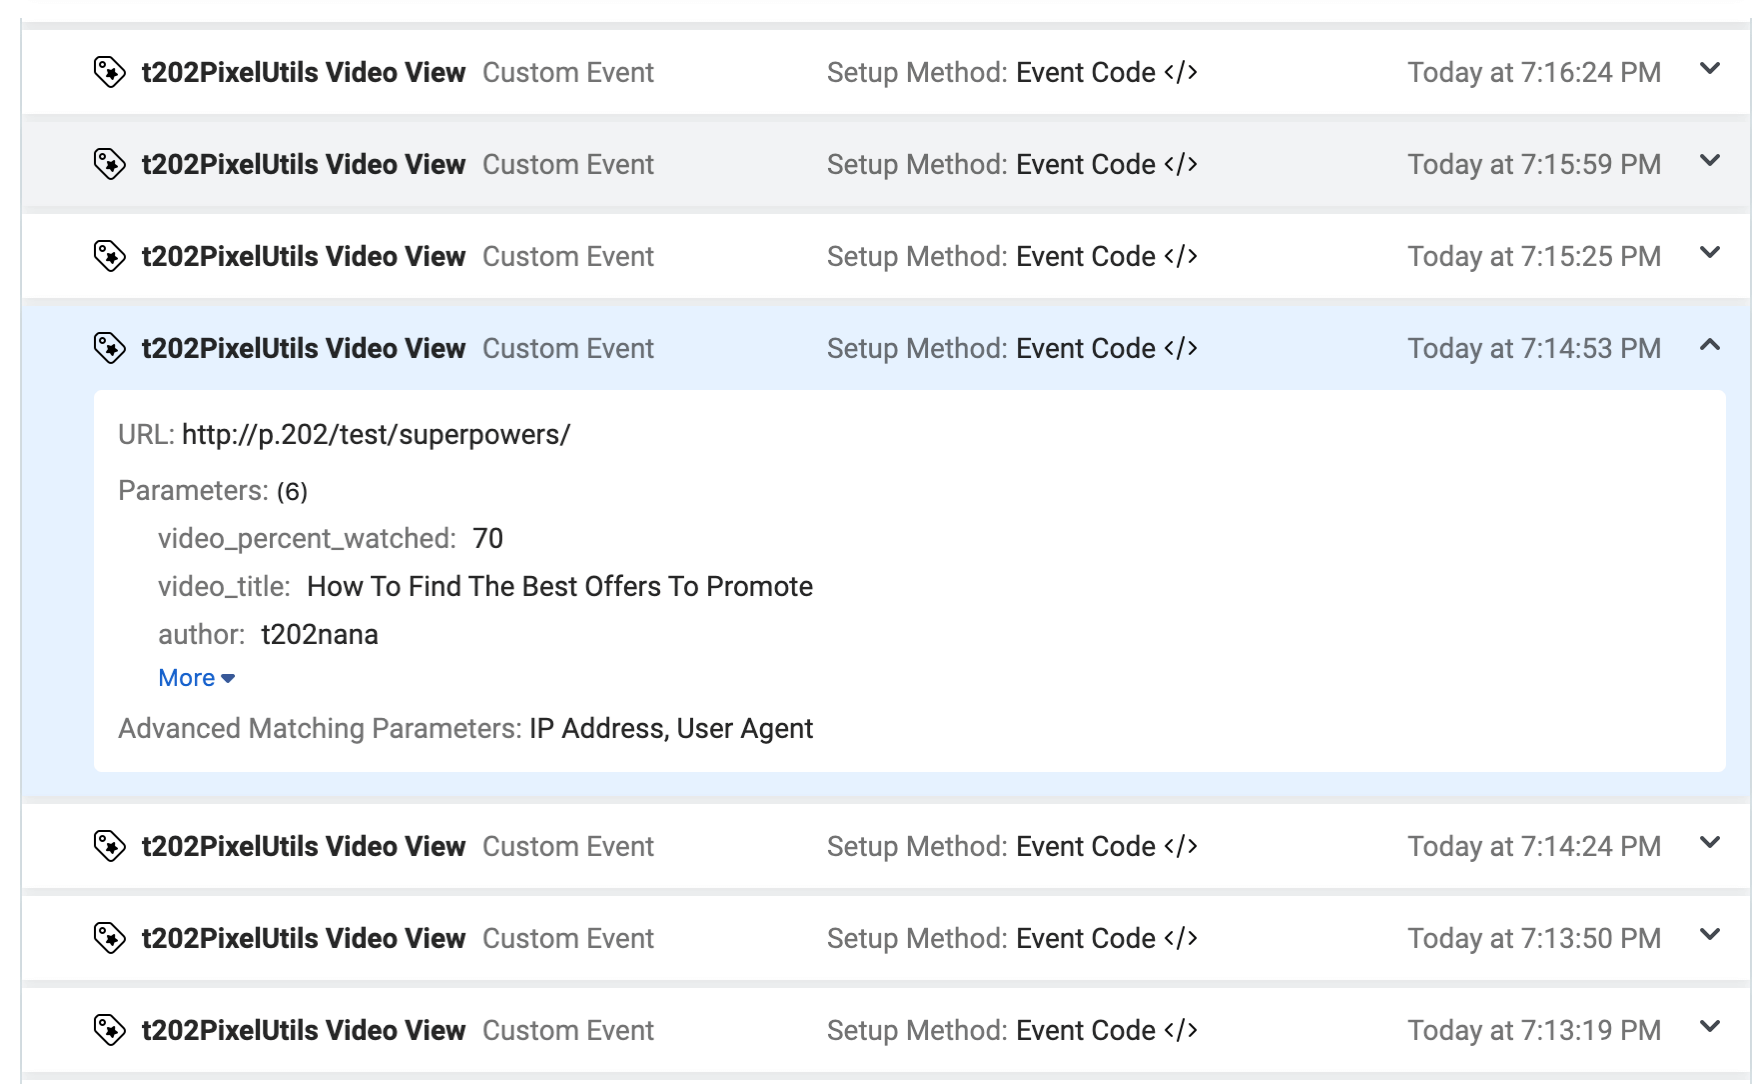 t202PixelUtils Video View Custom Event Setup Method: Event Code </> Today at 7:16:24 PM
t202PixelUtils Video View Custom Event Setup Method: Event Code </> Today at 7:15:59 PM
t202PixelUtils Video View Custom Event Setup Method: Event Code </> Today at 7:15:25 PM
t202PixelUtils Video View Custom Event Setup Method: Event Code </> Today at 7:14:53 PM
URL: http://p.202/test/superpowers/
Parameters: (6)
video_percent_watched: 70
video_title: How To Find The Best Offers To Promote
author: t202nana
More
Advanced Matching Parameters: IP Address, User Agent
t202PixelUtils Video View Custom Event Setup Method: Event Code </> Today at 7:14:24 PM
t202PixelUtils Video View Custom Event Setup Method: Event Code </> Today at 7:13:50 PM
t202PixelUtils Video View Custom Event Setup Method: Event Code </> Today at 7:13:19 PM